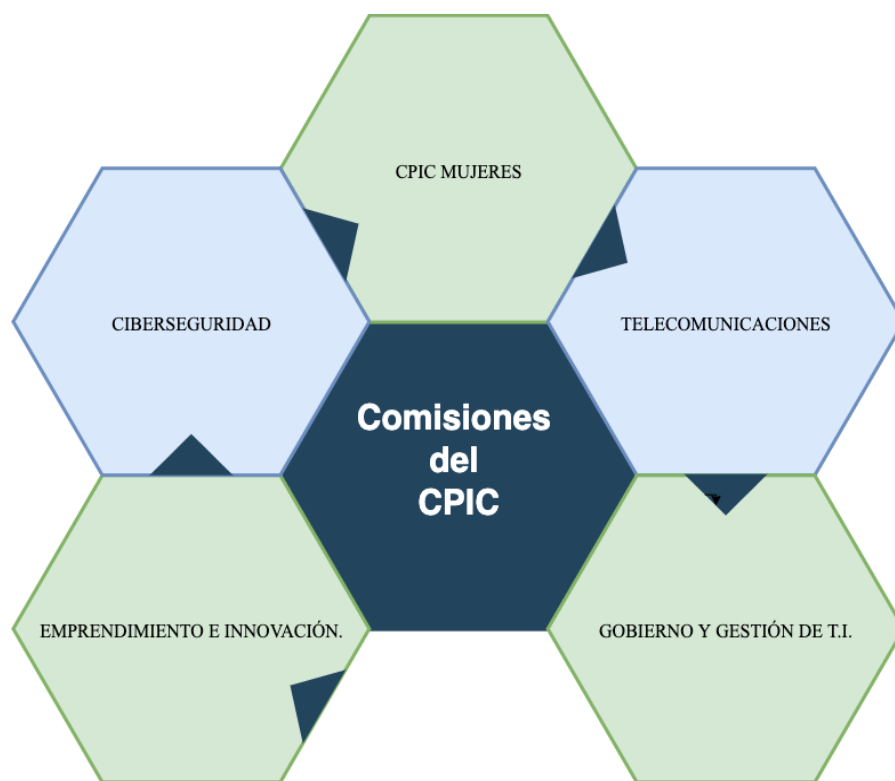 CPIC MUJERES
CIBERSEGURIDAD
TELECOMUNICACIONES
Comisiones
del
CPIC
EMPRENDIMIENTO E INNOVACIÓN.
GOBIERNO Y GESTIÓN DE T.I.